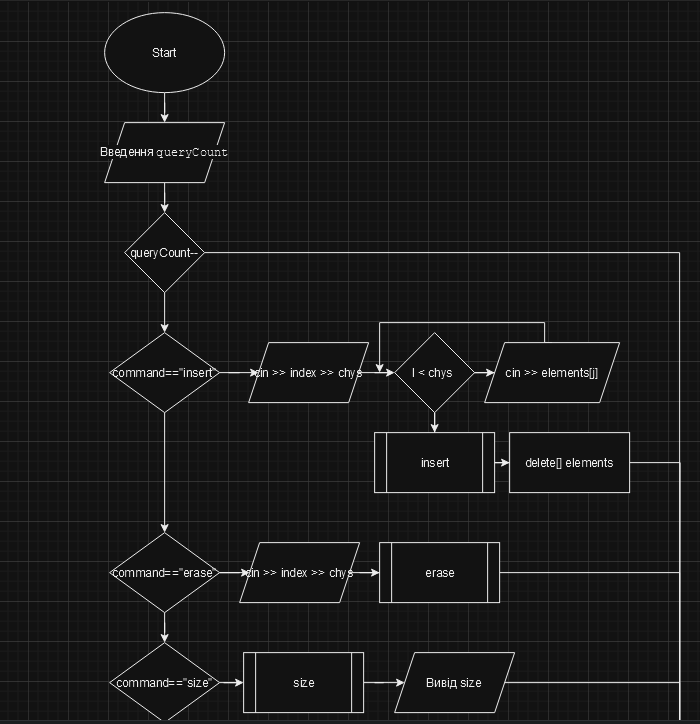 Start
Введення queryCount
queryCount--
command=="insert"
cin >> index >> chys
I < chys
cin >> elements[j]
insert
delete[] elements
command=="erase"
cin >> index >> chys
erase
command=="size"
size
Вивід size